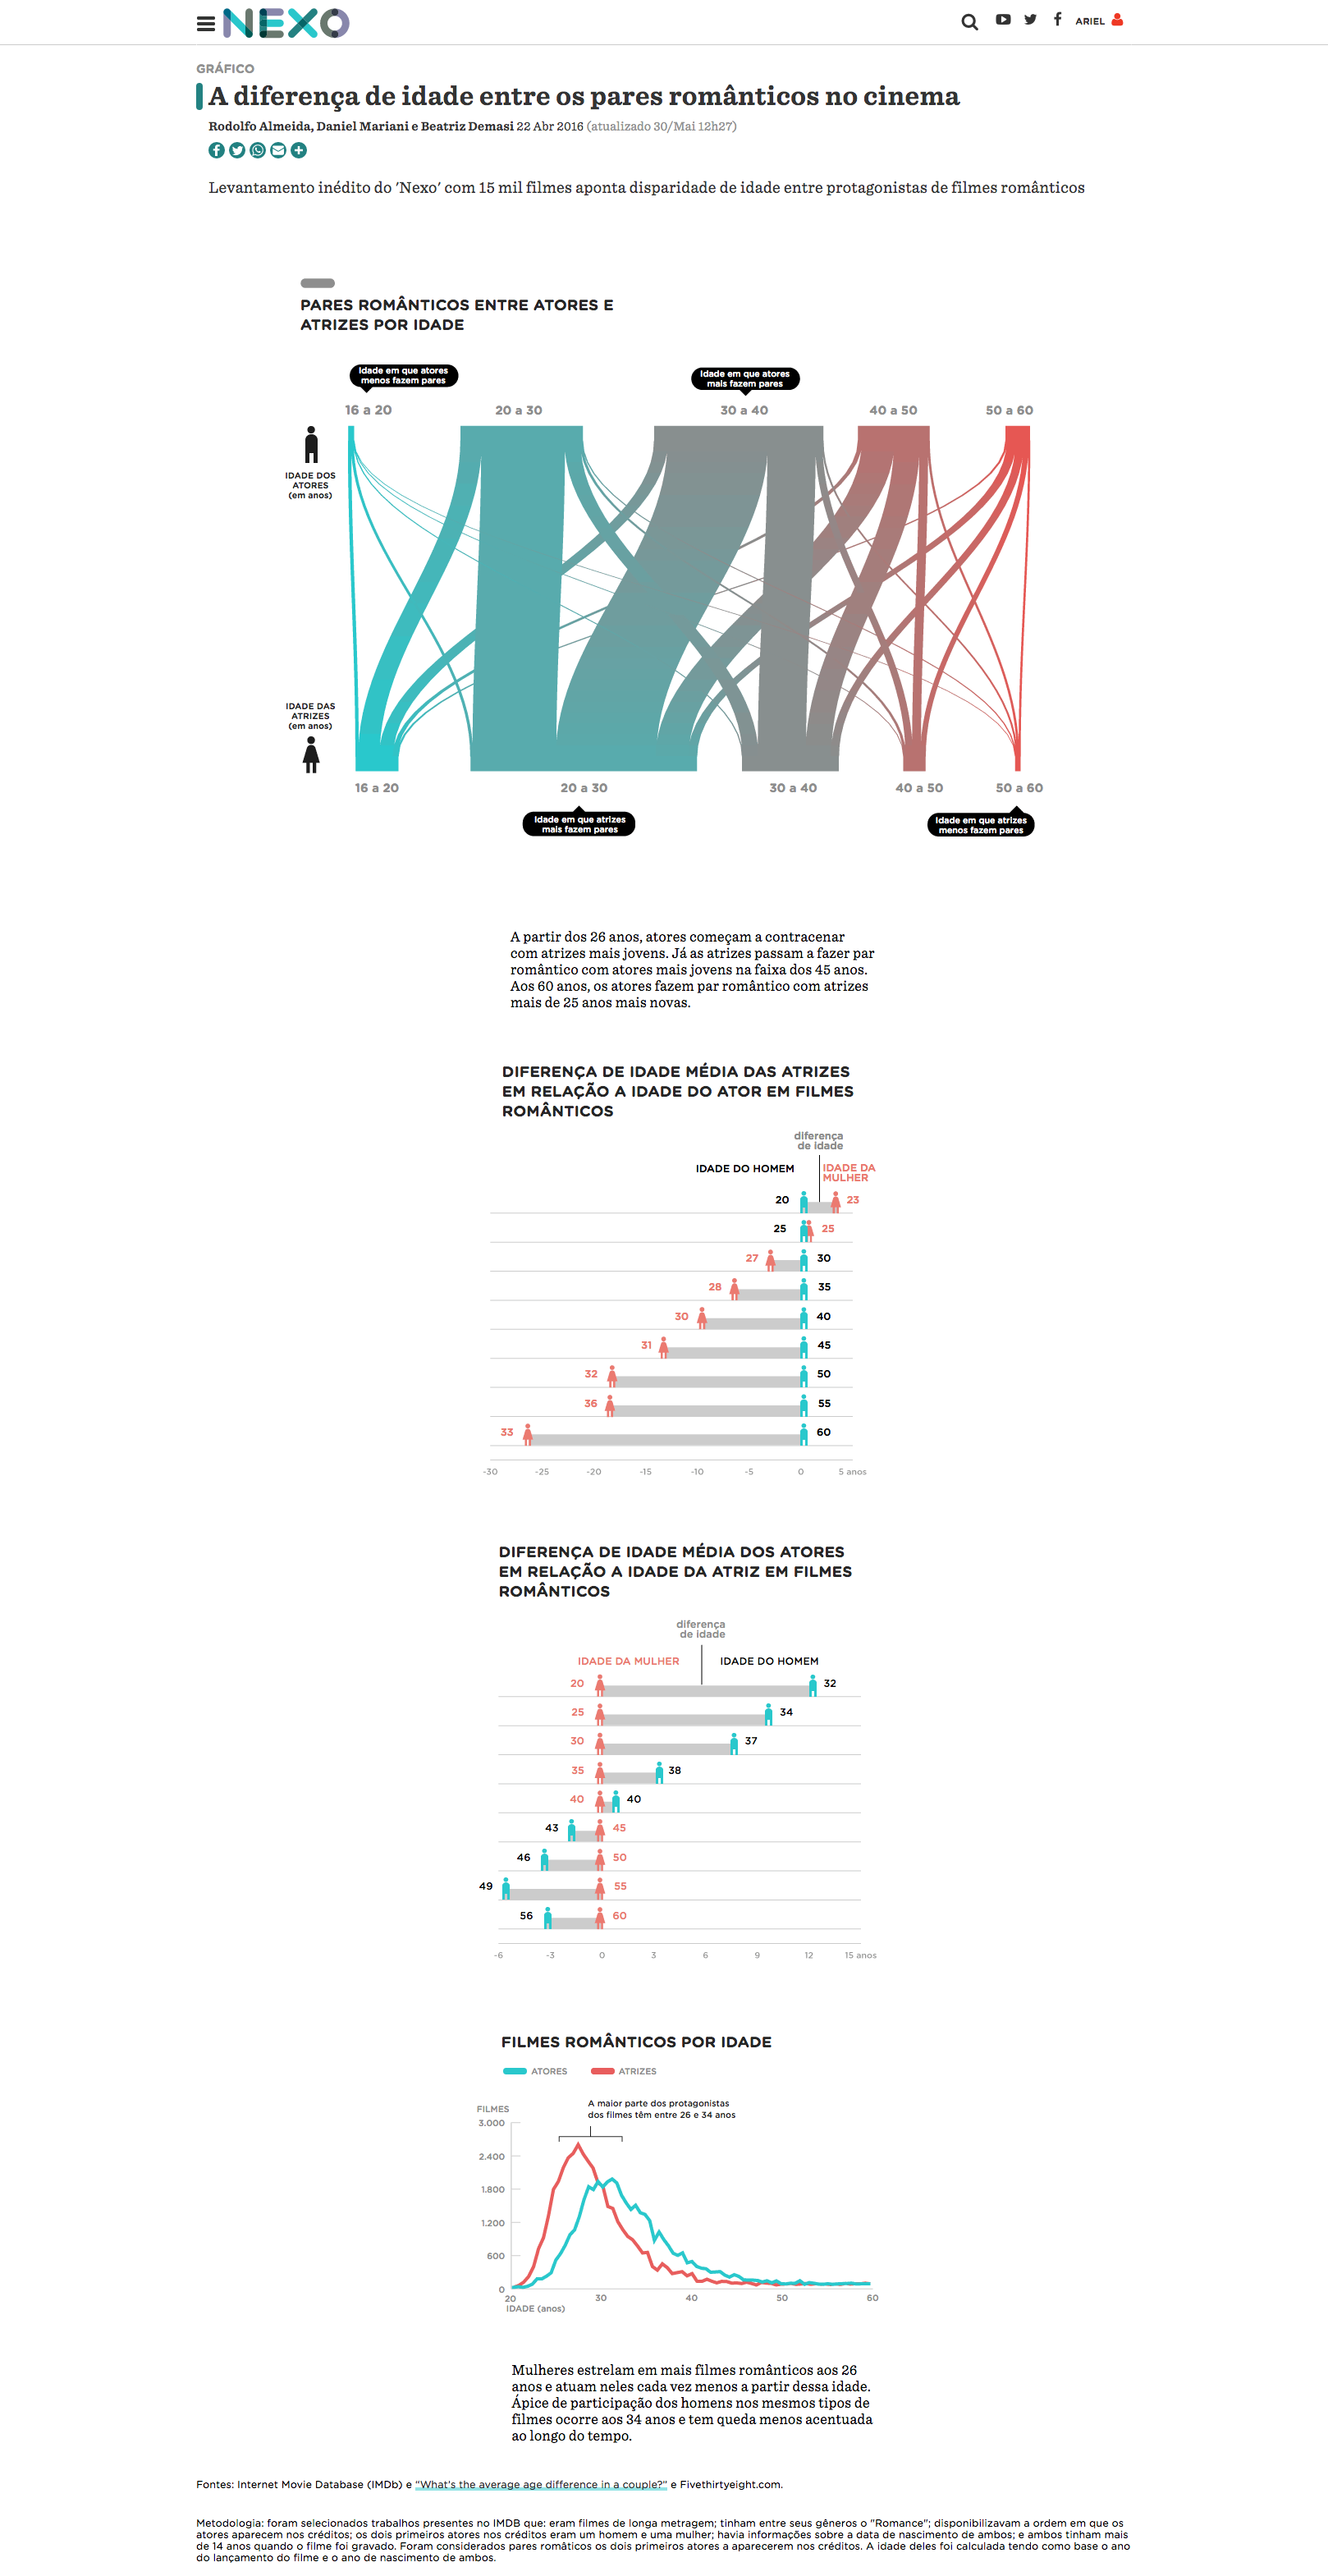 NEXO
ARIEL
GRÁFICO
A diferença de idade entre os pares românticos no cinema
Rodolfo Almeida, Daniel Mariani e Beatriz Demasi 22 Abr 2016 (atualizado 30/Mai 12h27)
Levantamento inédito do 'Nexo' com 15 mil filmes aponta disparidade de idade entre protagonistas de filmes românticos
PARES ROMÂNTICOS ENTRE ATORES E
ATRIZES POR IDADE
Idade em que atores
menos fazem pares
Idade em que atores
mais fazem pares
16 a 20
20 a 30
30 a 40
40 a 50
50 a 60
IDADE DOS
ATORES
(em anos)
IDADE DAS
ATRIZES
(em anos)
16 a 20
20 a 30
30 a 40
40 a 50
50 a 60
Idade em que atrizes
mais fazem pares
Idade em que atrizes
menos fazem pares
A partir dos 26 anos, atores começam a contracenar
com atrizes mais jovens. Já as atrizes passam a fazer par
romântico com atores mais jovens na faixa dos 45 anos.
Aos 60 anos, os atores fazem par romântico com atrizes
mais de 25 anos mais novas.
DIFERENÇA DE IDADE MÉDIA DAS ATRIZES
EM RELAÇÃO A IDADE DO ATOR EM FILMES
ROMÂNTICOS
diferença
de idade
IDADE DO HOMEM
IDADE DA
MULHER
20 23
25 25
27 30
28 35
30 40
31 45
32 50
36 55
33 60
-30 -25 -20 -15 -10 -5 0 5 anos
DIFERENÇA DE IDADE MÉDIA DOS ATORES
EM RELAÇÃO A IDADE DA ATRIZ EM FILMES
ROMÂNTICOS
diferença
de idade
IDADE DA MULHER
IDADE DO HOMEM
20 32
25 34
30 37
35 38
40 40
43 45
46 50
49 55
56 60
-6 -3 0 3 6 9 12 15 anos
FILMES ROMÂNTICOS POR IDADE
ATORES
ATRIZES
A maior parte dos protagonistas
dos filmes têm entre 26 e 34 anos
FILMES
3.000
2.400
1.800
1.200
600
0
20 30 40 50 60
IDADE (anos)
Mulheres estrelam em mais filmes românticos aos 26
anos e atuam neles cada vez menos a partir dessa idade.
Ápice de participação dos homens nos mesmos tipos de
filmes ocorre aos 34 anos e tem queda menos acentuada
ao longo do tempo.
Fontes: Internet Movie Database (IMDb) e "What's the average age difference in a couple?" e Fivethirtyeight.com.
Metodologia: foram selecionados trabalhos presentes no IMDB que: eram filmes de longa metragem; tinham entre seus gêneros o "Romance"; disponibilizavam a ordem em que os
atores aparecem nos créditos; os dois primeiros atores nos créditos eram um homem e uma mulher; havia informações sobre a data de nascimento de ambos; e ambos tinham mais
de 14 anos quando o filme foi gravado. Foram considerados pares romãticos os dois primeiros atores a aparecerem nos créditos. A idade deles foi calculada tendo como base o ano
do lançamento do filme e o ano de nascimento de ambos.